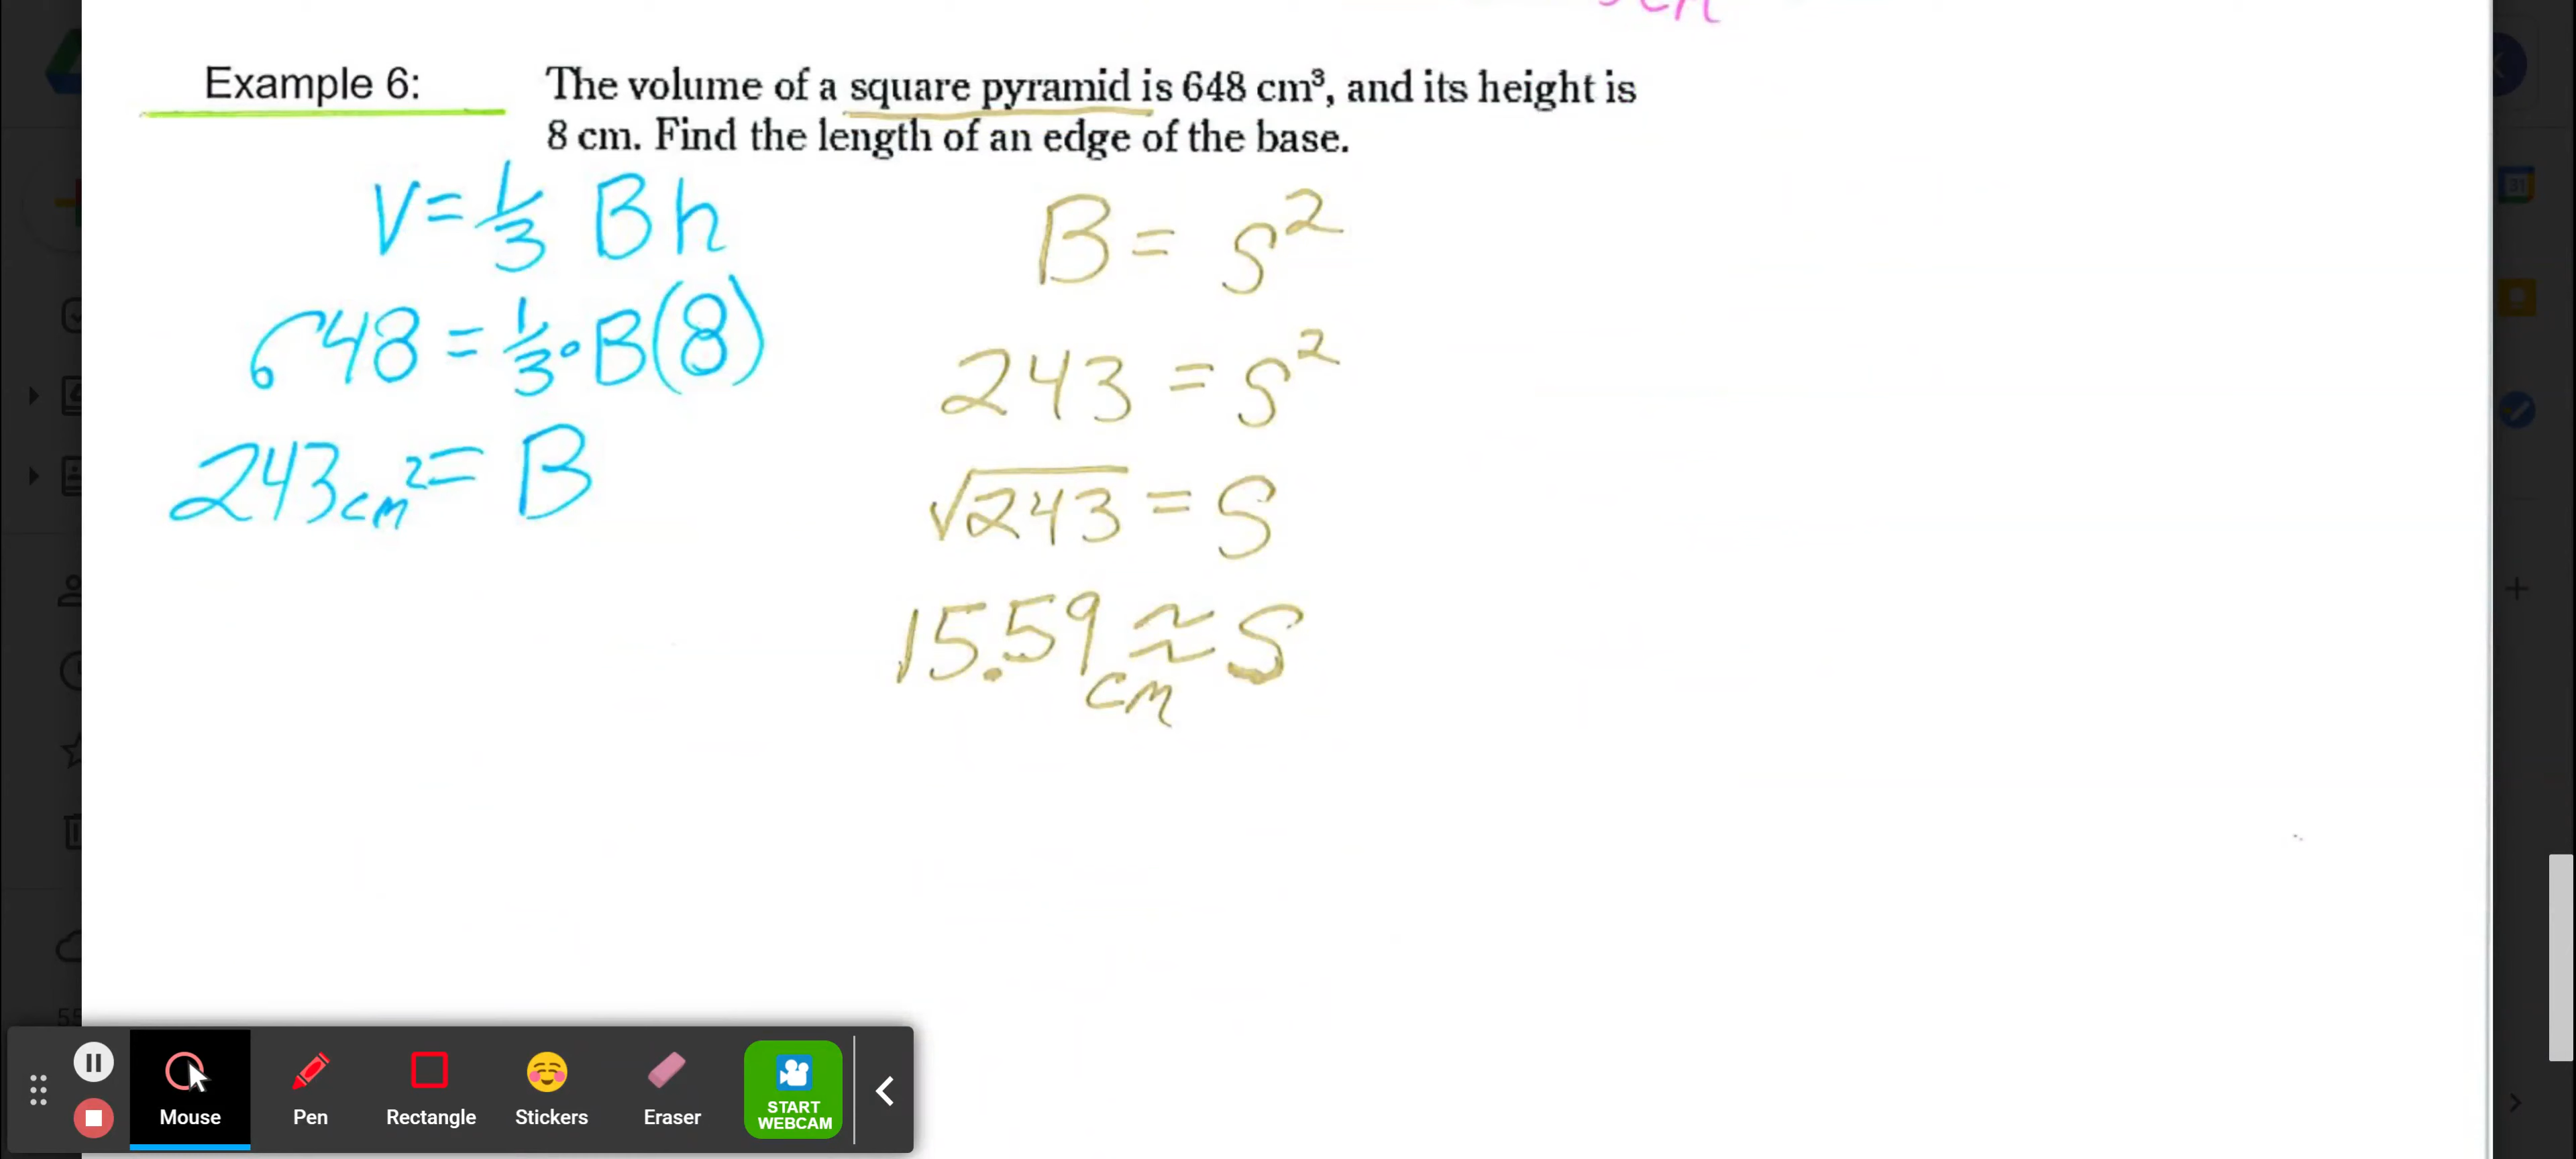 cm
Example 6:
The volume of a square pyramid is 648 cm³, and its height is
8 cm. Find the length of an edge of the base.
V = 1/3 B h
648 = 1/3 · B(8)
243 cm² = B
B = s²
243 = s²
√243 = s
15.59 cm ≈ s
31
Mouse
Pen
Rectangle
Stickers
Eraser
START
WEBCAM